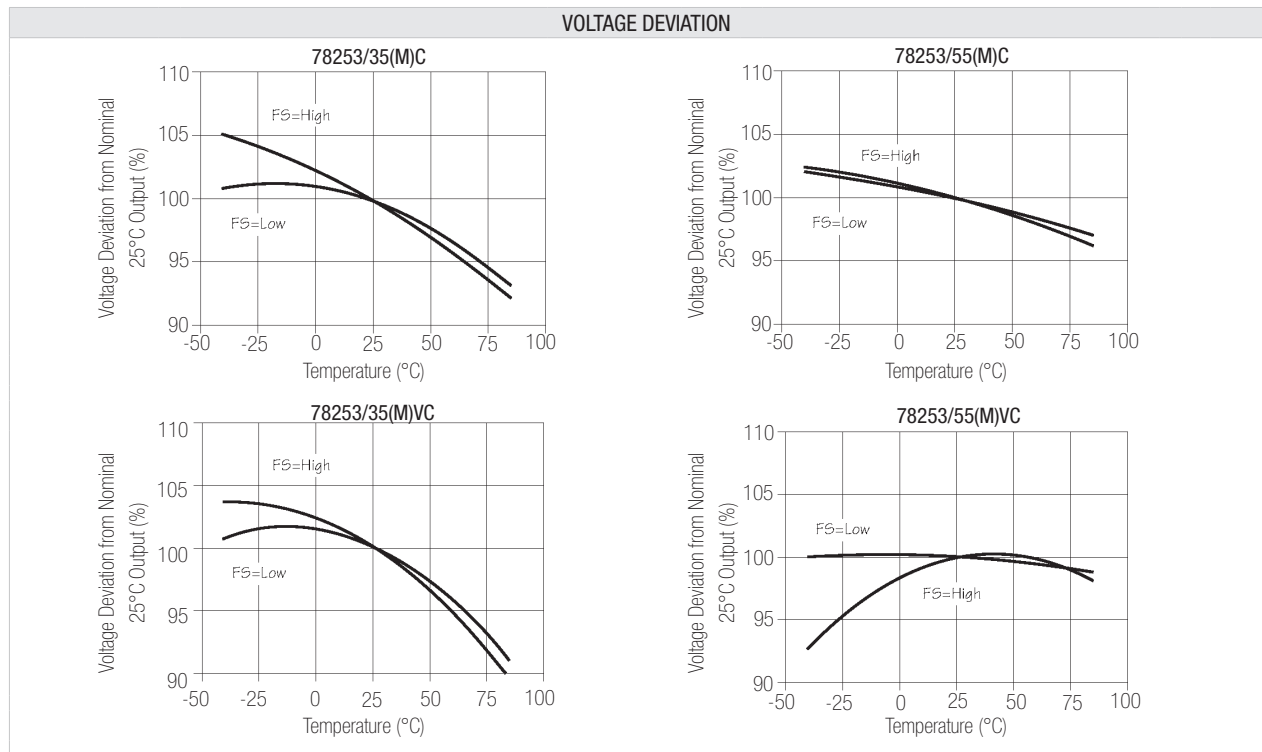 VOLTAGE DEVIATION
78253/35(M)C
Voltage Deviation from Nominal
25°C Output (%)
110
105
100
95
90
FS=High
FS=Low
-50 -25 0 25 50 75 100
Temperature (°C)
78253/55(M)C
Voltage Deviation from Nominal
25°C Output (%)
110
105
100
95
90
FS=High
FS=Low
-50 -25 0 25 50 75 100
Temperature (°C)
78253/35(M)VC
Voltage Deviation from Nominal
25°C Output (%)
110
105
100
95
90
FS=High
FS=Low
-50 -25 0 25 50 75 100
Temperature (°C)
78253/55(M)VC
Voltage Deviation from Nominal
25°C Output (%)
110
105
100
95
90
FS=Low
FS=High
-50 -25 0 25 50 75 100
Temperature (°C)